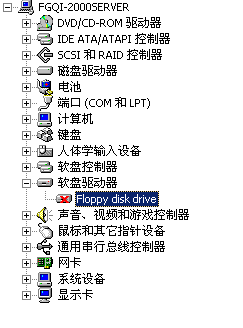 FGQI-2000SERVER
DVD/CD-ROM 驱动器
IDE ATA/ATAPI 控制器
SCSI 和 RAID 控制器
磁盘驱动器
电池
端口 (COM 和 LPT)
计算机
键盘
人体学输入设备
软盘控制器
软盘驱动器
Floppy disk drive
声音、视频和游戏控制器
鼠标和其它指针设备
通用串行总线控制器
网卡
系统设备
显示卡